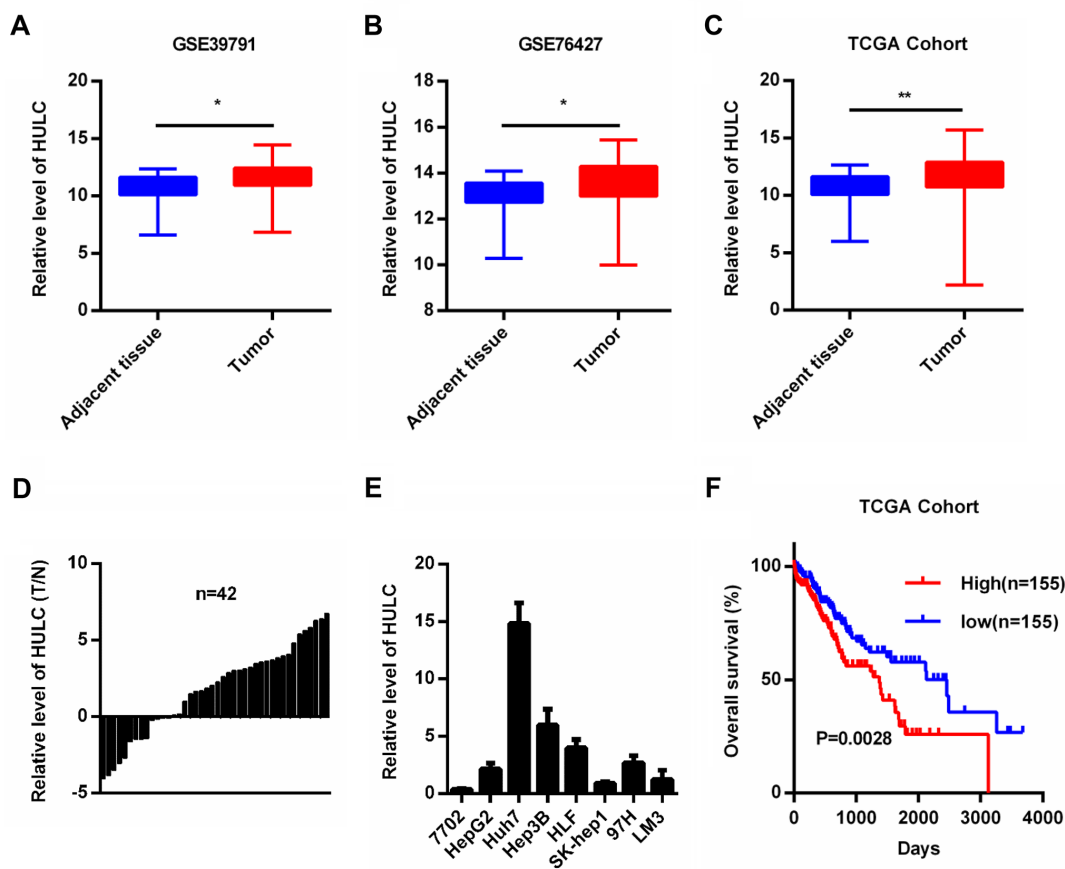 A
GSE39791
Relative level of HULC
20
15
10
5
0
*
Adjacent tissue
Tumor
B
GSE76427
Relative level of HULC
18
16
14
12
10
8
*
Adjacent tissue
Tumor
C
TCGA Cohort
Relative level of HULC
20
15
10
5
0
**
Adjacent tissue
Tumor
D
Relative level of HULC (T/N)
10
5
0
-5
n=42
E
Relative level of HULC
20
15
10
5
0
7702
HepG2
Huh7
Hep3B
HLF
SK-hep1
97H
LM3
F
TCGA Cohort
Overall survival (%)
100
50
0
High(n=155)
low(n=155)
P=0.0028
0
1000
2000
3000
4000
Days